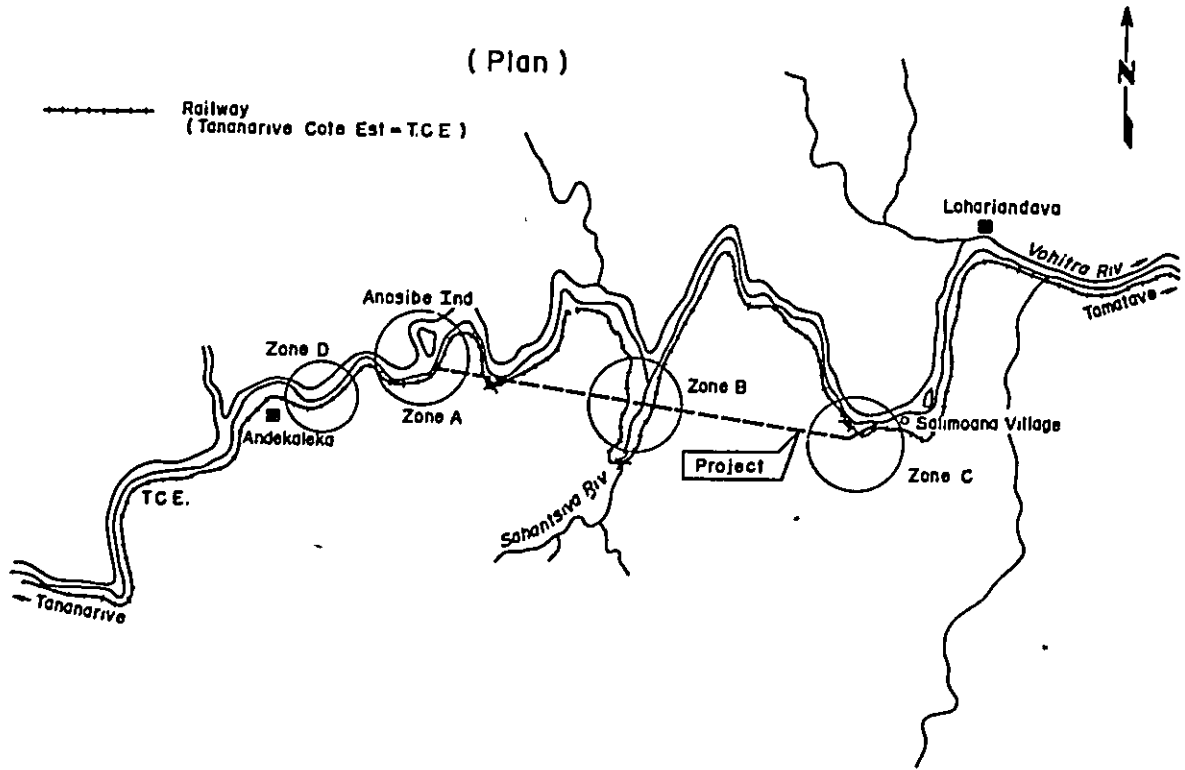 (Plan)
Railway
(Tananarive Cote Est = T.C E)
N
Lohariandava
Vohitra Riv
Tamatave
Anosibe Ind
Zone D
Zone A
Zone B
Andekaleka
Salimoana Village
Project
Zone C
T.C E.
Sahantsiva Riv
Tananarive